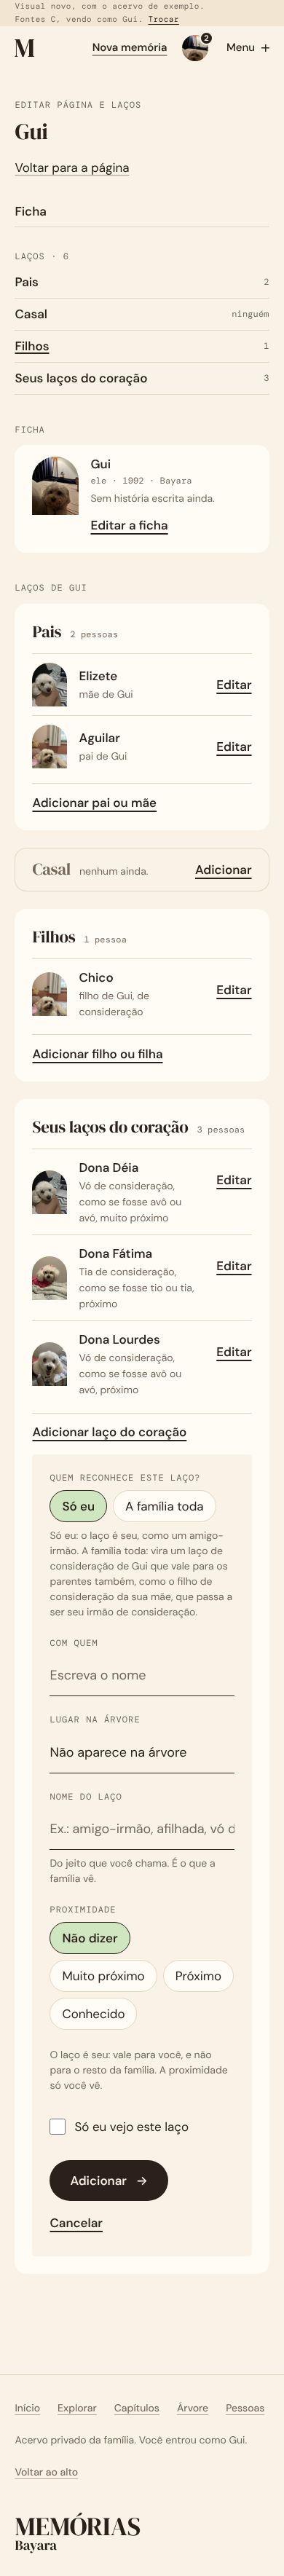 Visual novo, com o acervo de exemplo.
Fontes C, vendo como Gui. Trocar
M
Nova memória
2
Menu +
EDITAR PÁGINA E LAÇOS
Gui
Voltar para a página
Ficha
LAÇOS · 6
Pais 2
Casal ninguém
Filhos 1
Seus laços do coração 3
FICHA
Gui
ele · 1992 · Bayara
Sem história escrita ainda.
Editar a ficha
LAÇOS DE GUI
Pais 2 pessoas
Elizete
mãe de Gui
Editar
Aguilar
pai de Gui
Editar
Adicionar pai ou mãe
Casal nenhum ainda. Adicionar
Filhos 1 pessoa
Chico
filho de Gui, de
consideração
Editar
Adicionar filho ou filha
Seus laços do coração 3 pessoas
Dona Déia
Vó de consideração,
como se fosse avô ou
avó, muito próximo
Editar
Dona Fátima
Tia de consideração,
como se fosse tio ou tia,
próximo
Editar
Dona Lourdes
Vó de consideração,
como se fosse avô ou
avó, próximo
Editar
Adicionar laço do coração
QUEM RECONHECE ESTE LAÇO?
Só eu A família toda
Só eu: o laço é seu, como um amigo-
irmão. A família toda: vira um laço de
consideração de Gui que vale para os
parentes também, como o filho de
consideração da sua mãe, que passa a
ser seu irmão de consideração.
COM QUEM
Escreva o nome
LUGAR NA ÁRVORE
Não aparece na árvore
NOME DO LAÇO
Ex.: amigo-irmão, afilhada, vó d
Do jeito que você chama. É o que a
família vê.
PROXIMIDADE
Não dizer
Muito próximo Próximo
Conhecido
O laço é seu: vale para você, e não
para o resto da família. A proximidade
só você vê.
Só eu vejo este laço
Adicionar →
Cancelar
Início Explorar Capítulos Árvore Pessoas
Acervo privado da família. Você entrou como Gui.
Voltar ao alto
MEMÓRIAS
Bayara